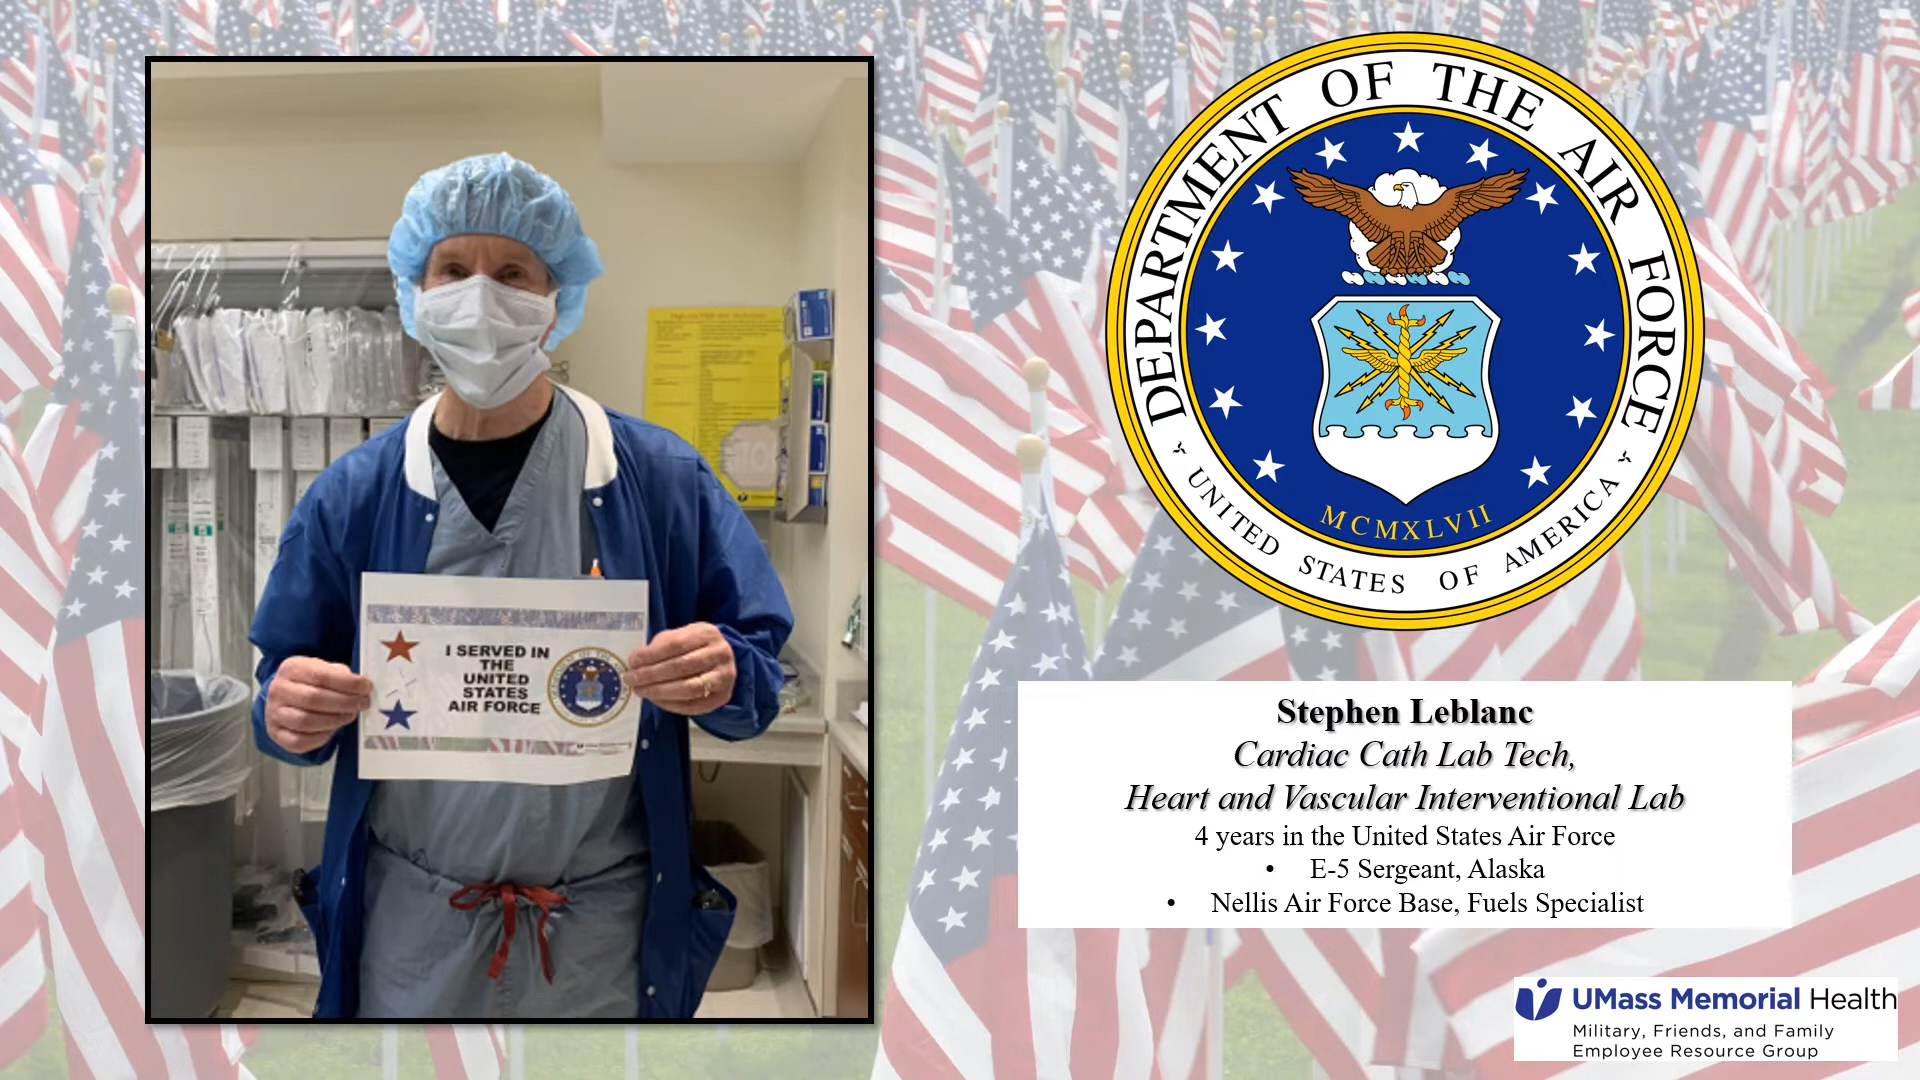 I SERVED IN
THE
UNITED
STATES
AIR FORCE
DEPARTMENT OF THE AIR FORCE
UNITED STATES OF AMERICA
MCMXLVII
Stephen Leblanc
Cardiac Cath Lab Tech,
Heart and Vascular Interventional Lab
4 years in the United States Air Force
• E-5 Sergeant, Alaska
• Nellis Air Force Base, Fuels Specialist
UMass Memorial Health
Military, Friends, and Family
Employee Resource Group